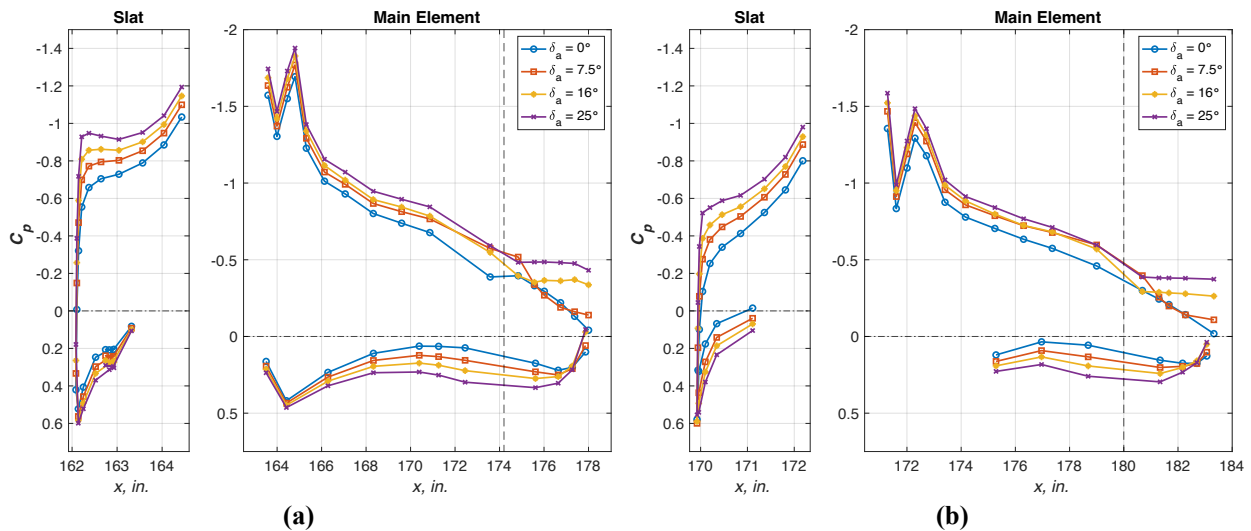 Slat
Main Element
Slat
Main Element
-1.4
-1.2
-1
-0.8
-0.6
-0.4
-0.2
0
0.2
0.4
0.6
C_p
162 163 164
x, in.
-2
-1.5
-1
-0.5
0
0.5
δ_a = 0°
δ_a = 7.5°
δ_a = 16°
δ_a = 25°
164 166 168 170 172 174 176 178
x, in.
(a)
-1.4
-1.2
-1
-0.8
-0.6
-0.4
-0.2
0
0.2
0.4
0.6
170 171 172
x, in.
-2
-1.5
-1
-0.5
0
0.5
δ_a = 0°
δ_a = 7.5°
δ_a = 16°
δ_a = 25°
172 174 176 178 180 182 184
x, in.
(b)